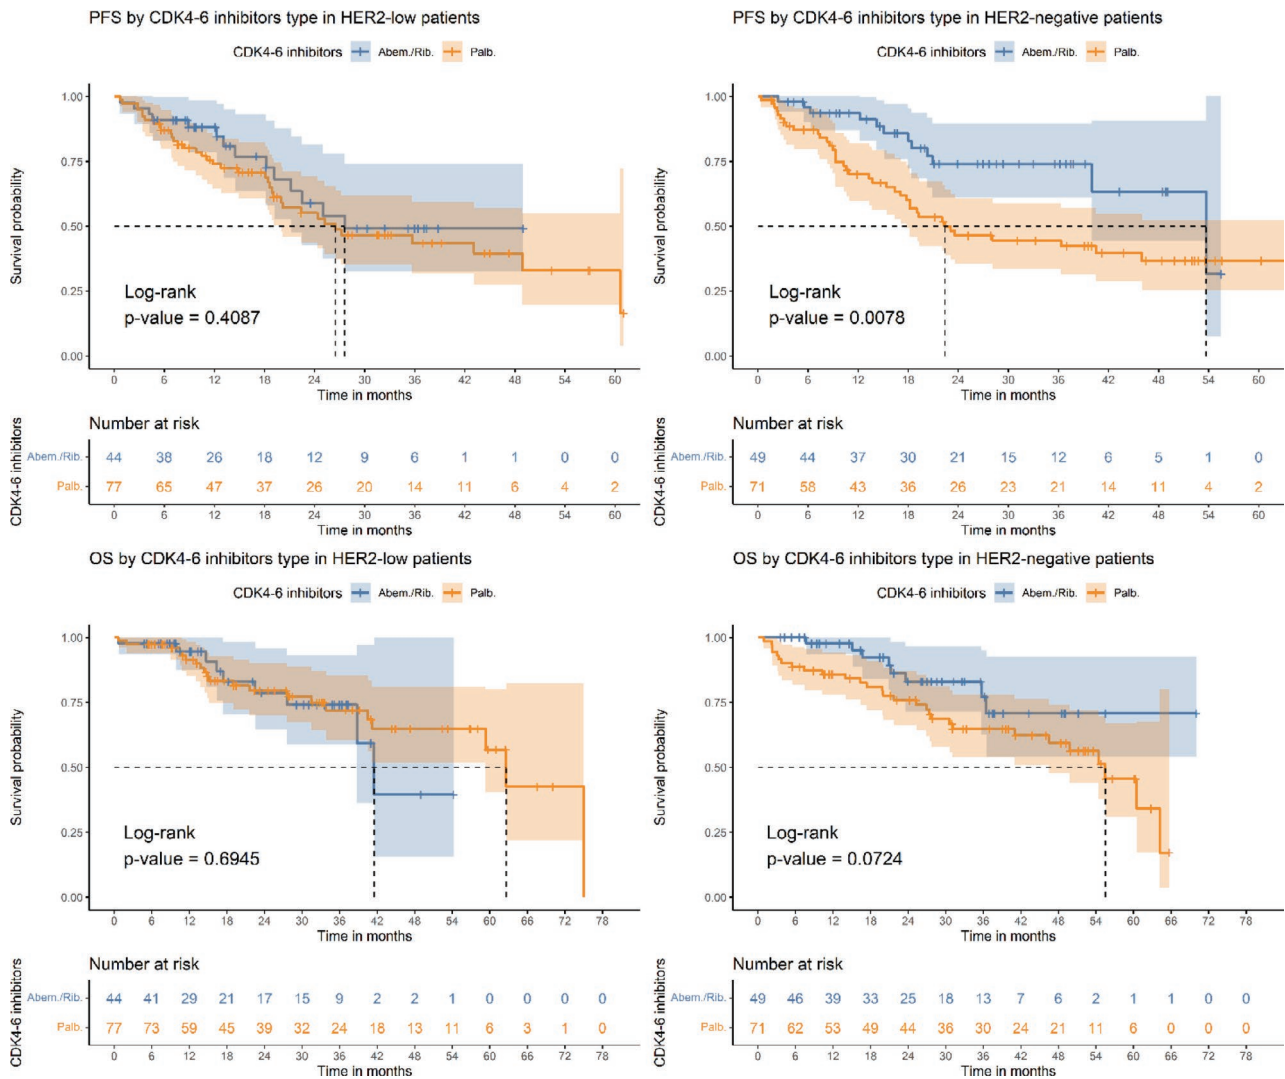 PFS by CDK4-6 inhibitors type in HER2-low patients
CDK4-6 inhibitors Abem./Rib. Palb.
Survival probability
1.00
0.75
0.50
0.25
0.00
Log-rank
p-value = 0.4087
0 6 12 18 24 30 36 42 48 54 60
Time in months
Number at risk
CDK4-6 inhibitors
Abem./Rib. 44 38 26 18 12 9 6 1 1 0 0
Palb. 77 65 47 37 26 20 14 11 6 4 2
0 6 12 18 24 30 36 42 48 54 60
Time in months
PFS by CDK4-6 inhibitors type in HER2-negative patients
CDK4-6 inhibitors Abem./Rib. Palb.
Survival probability
1.00
0.75
0.50
0.25
0.00
Log-rank
p-value = 0.0078
0 6 12 18 24 30 36 42 48 54 60
Time in months
Number at risk
CDK4-6 inhibitors
Abem./Rib. 49 44 37 30 21 15 12 6 5 1 0
Palb. 71 58 43 36 26 23 21 14 11 4 2
0 6 12 18 24 30 36 42 48 54 60
Time in months
OS by CDK4-6 inhibitors type in HER2-low patients
CDK4-6 inhibitors Abem./Rib. Palb.
Survival probability
1.00
0.75
0.50
0.25
0.00
Log-rank
p-value = 0.6945
0 6 12 18 24 30 36 42 48 54 60 66 72 78
Time in months
Number at risk
CDK4-6 inhibitors
Abem./Rib. 44 41 29 21 17 15 9 2 2 1 0 0 0 0
Palb. 77 73 59 45 39 32 24 18 13 11 6 3 1 0
0 6 12 18 24 30 36 42 48 54 60 66 72 78
Time in months
OS by CDK4-6 inhibitors type in HER2-negative patients
CDK4-6 inhibitors Abem./Rib. Palb.
Survival probability
1.00
0.75
0.50
0.25
0.00
Log-rank
p-value = 0.0724
0 6 12 18 24 30 36 42 48 54 60 66 72 78
Time in months
Number at risk
CDK4-6 inhibitors
Abem./Rib. 49 46 39 33 25 18 13 7 6 2 1 1 0 0
Palb. 71 62 53 49 44 36 30 24 21 11 6 0 0 0
0 6 12 18 24 30 36 42 48 54 60 66 72 78
Time in months